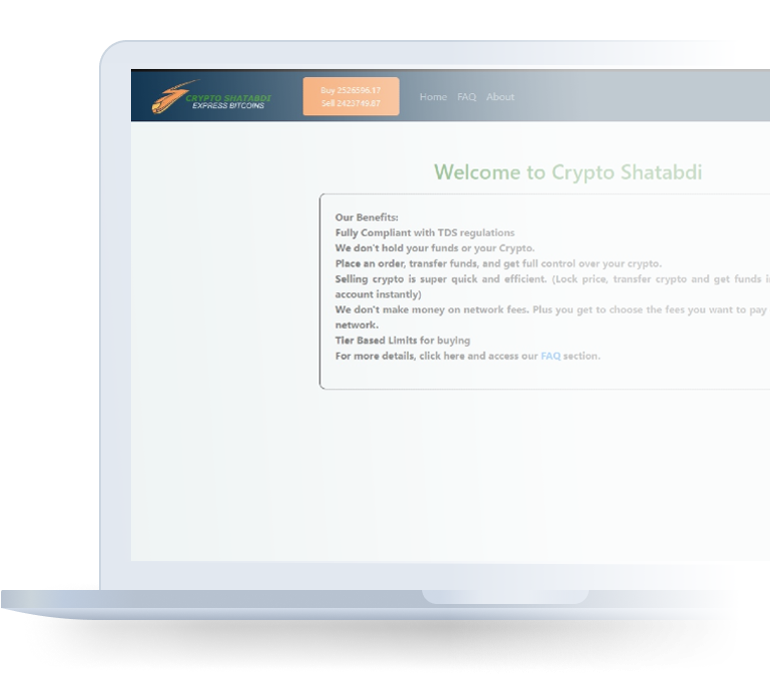 CRYPTO SHATABDI
EXPRESS BITCOINS
Buy 2526596.17
Sell 2423749.87
Home FAQ About
Welcome to Crypto Shatabdi
Our Benefits:
Fully Compliant with TDS regulations
We don't hold your funds or your Crypto.
Place an order, transfer funds, and get full control over your crypto.
Selling crypto is super quick and efficient. (Lock price, transfer crypto and get funds
account instantly)
We don't make money on network fees. Plus you get to choose the fees you want to pay
network.
Tier Based Limits for buying
For more details, click here and access our FAQ section.